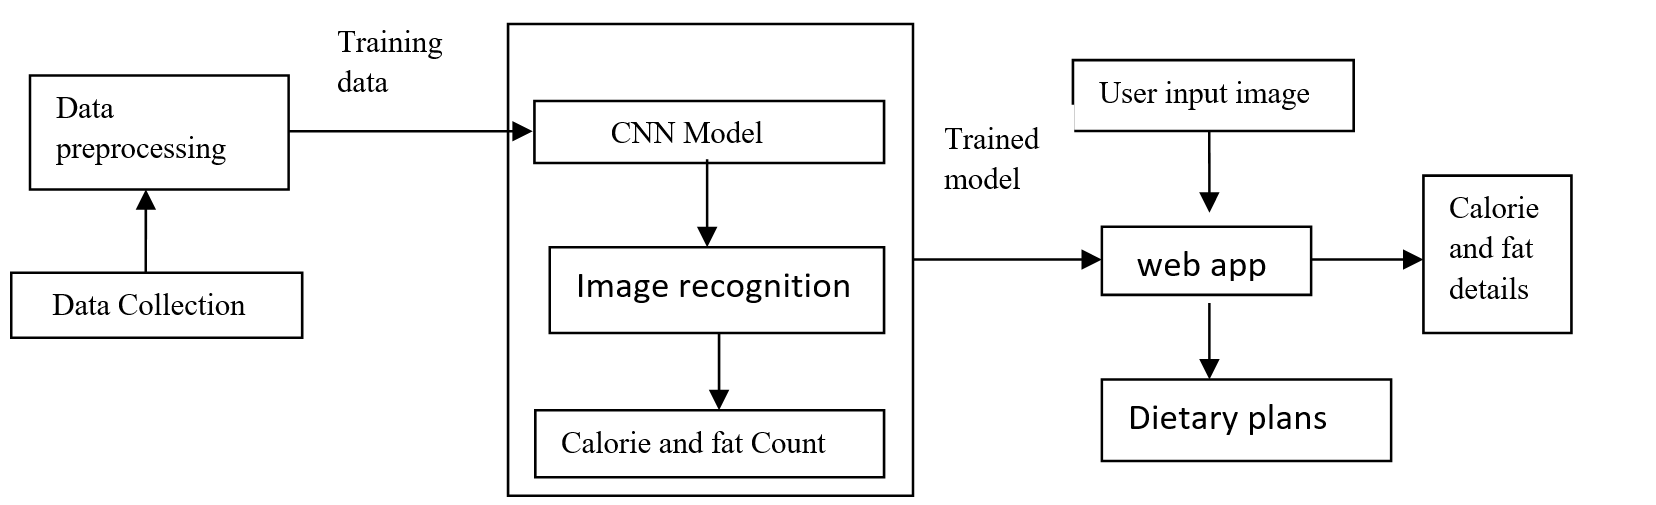 Training
data
Data
preprocessing
Data Collection
CNN Model
Image recognition
Calorie and fat Count
Trained
model
User input image
web app
Calorie
and fat
details
Dietary plans